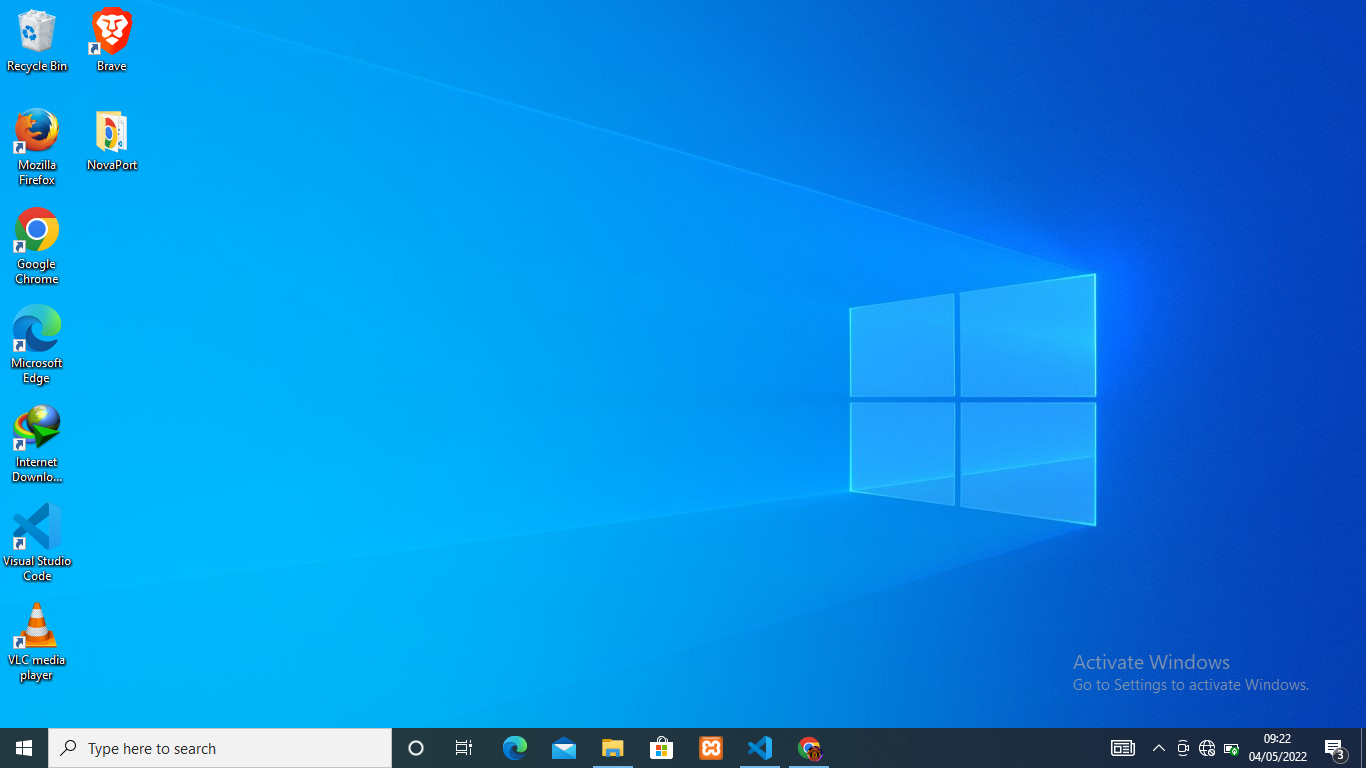 Recycle Bin
Brave
Mozilla
Firefox
NovaPort
Google
Chrome
Microsoft
Edge
Internet
Downlo...
Visual Studio
Code
VLC media
player
Activate Windows
Go to Settings to activate Windows.
Type here to search
09:22
04/05/2022
3